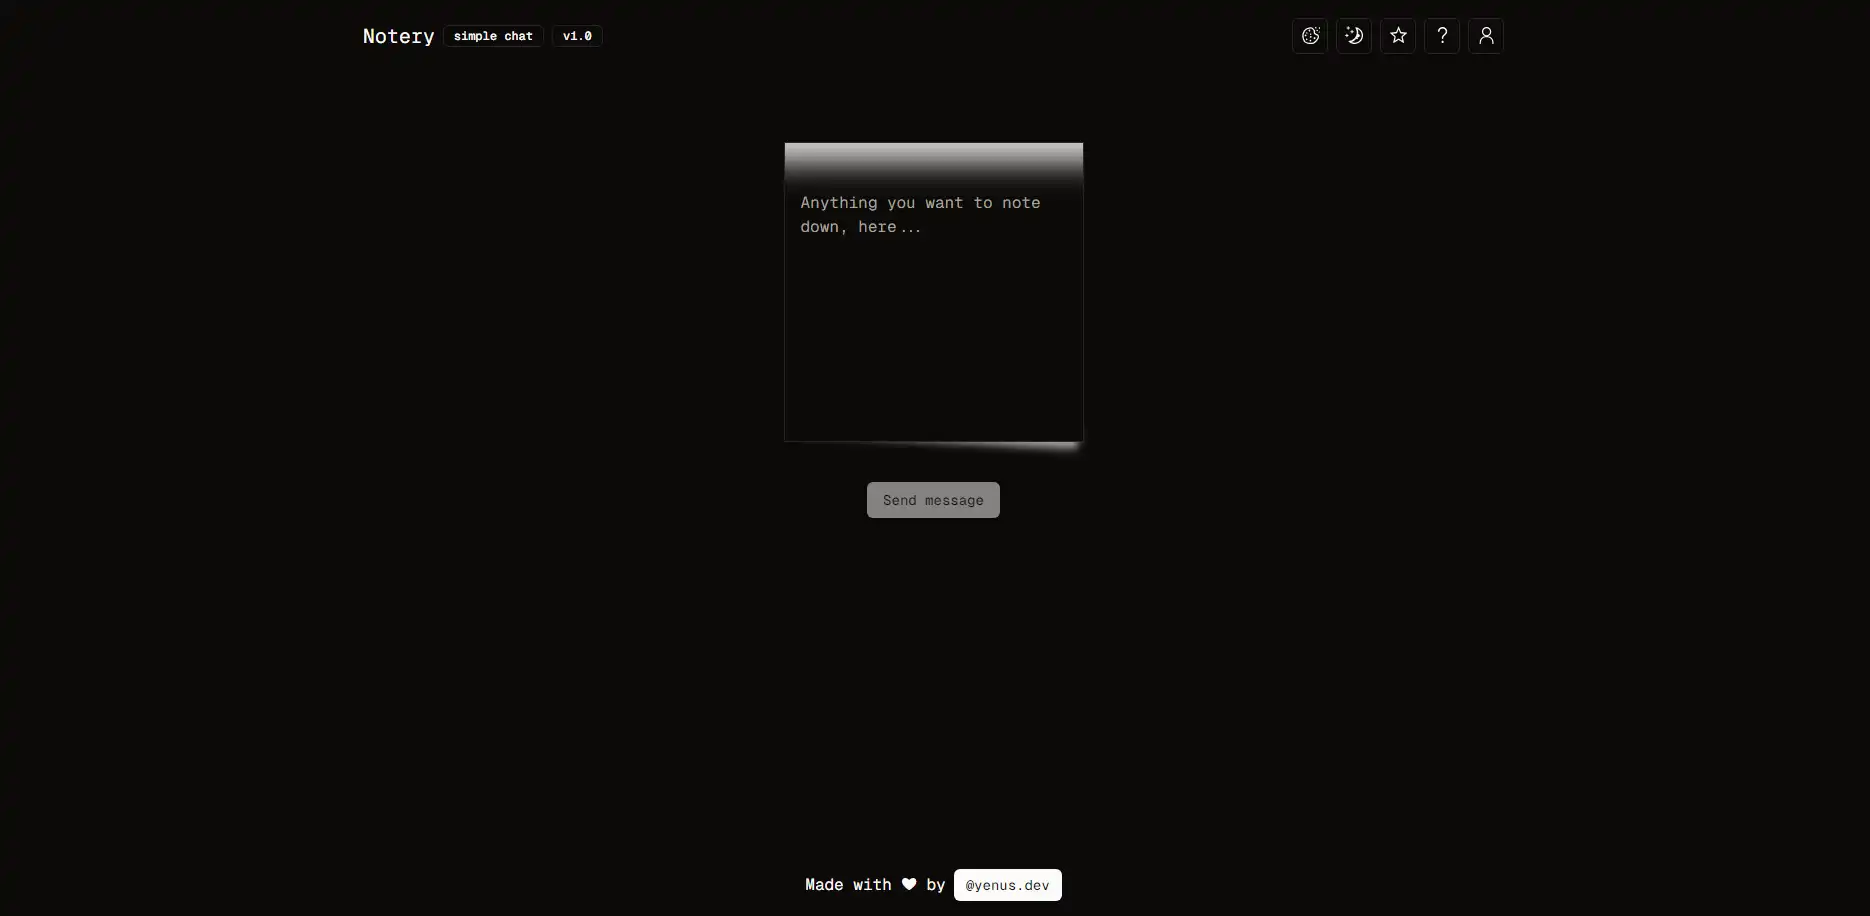 Notery simple chat v1.0
Anything you want to note
down, here...
Send message
Made with ♥ by @yenus.dev